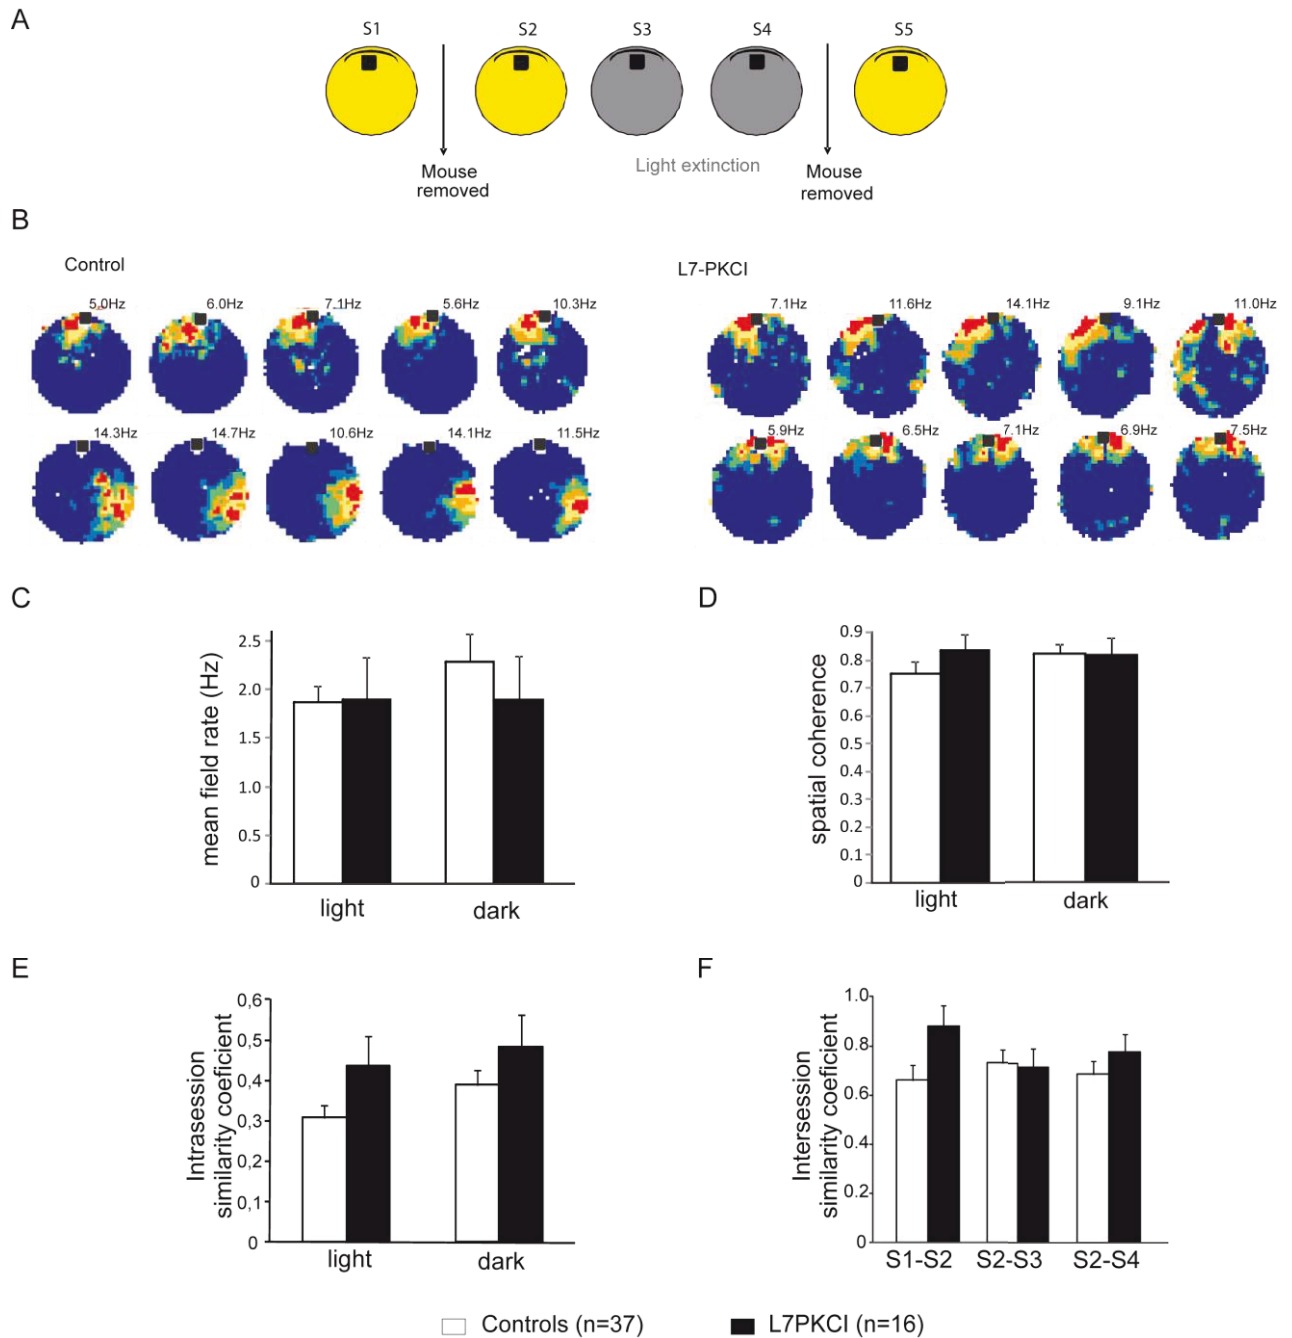 A
S1
S2
S3
S4
S5
Mouse
removed
Light extinction
Mouse
removed
B
Control
L7-PKCI
5.0Hz
6.0Hz
7.1Hz
5.6Hz
10.3Hz
7.1Hz
11.6Hz
14.1Hz
9.1Hz
11.0Hz
14.3Hz
14.7Hz
10.6Hz
14.1Hz
11.5Hz
5.9Hz
6.5Hz
7.1Hz
6.9Hz
7.5Hz
C
mean field rate (Hz)
2.5
2.0
1.5
1.0
0.5
0
light
dark
D
spatial coherence
0.9
0.8
0.7
0.6
0.5
0.4
0.3
0.2
0.1
0
light
dark
E
Intrasession
similarity coeficient
0,6
0,5
0,4
0,3
0,2
0,1
0
light
dark
F
Intersession
similarity coeficient
1.0
0.8
0.6
0.4
0.2
0
S1-S2
S2-S3
S2-S4
Controls (n=37)
L7PKCI (n=16)